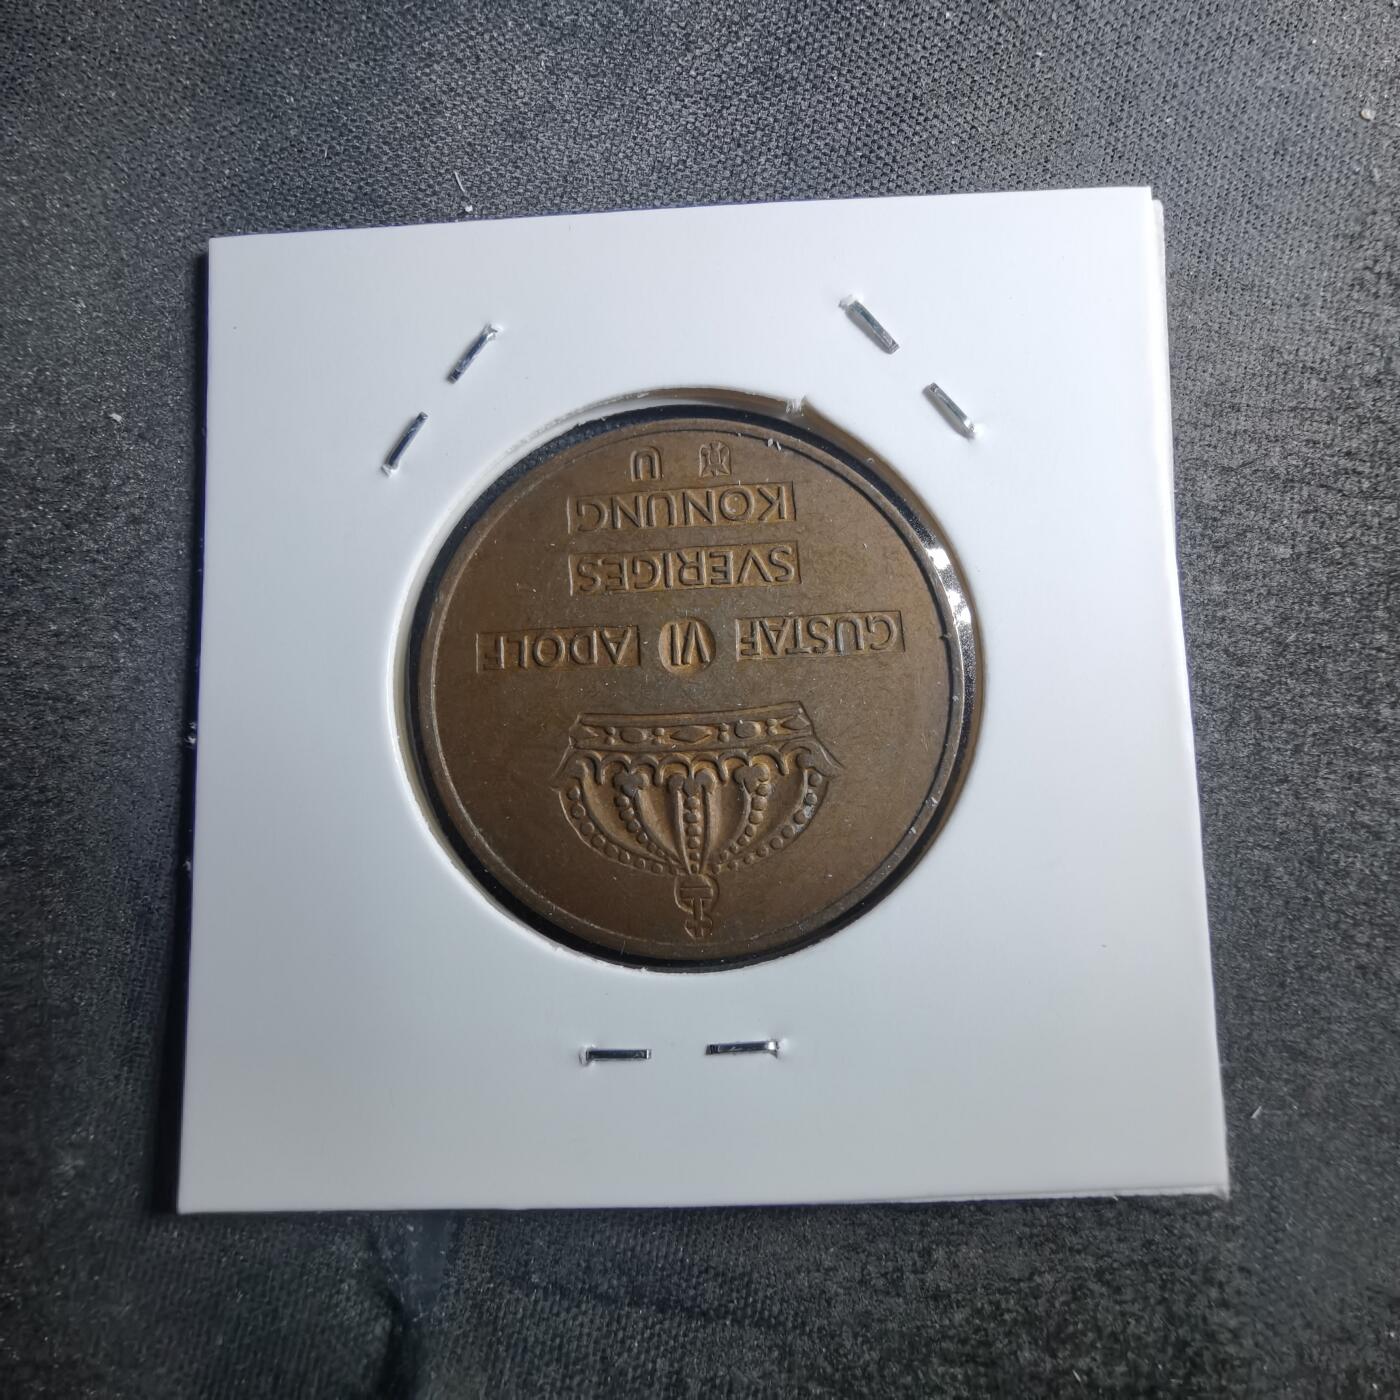 GUSTAF VI ADOLF
SVERIGES
KONUNG
U